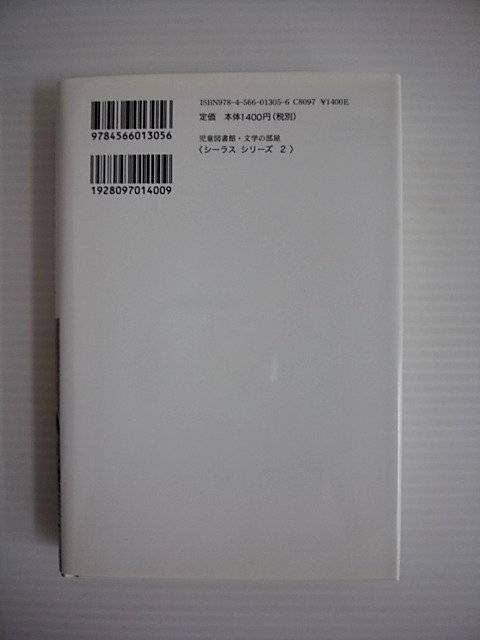 ISBN978-4-566-01305-6 C8097 ¥1400E
定価 本体1400円(税別)
児童図書館・文学の部屋
〈シーラス シリーズ 2〉
9784566013056
1928097014009